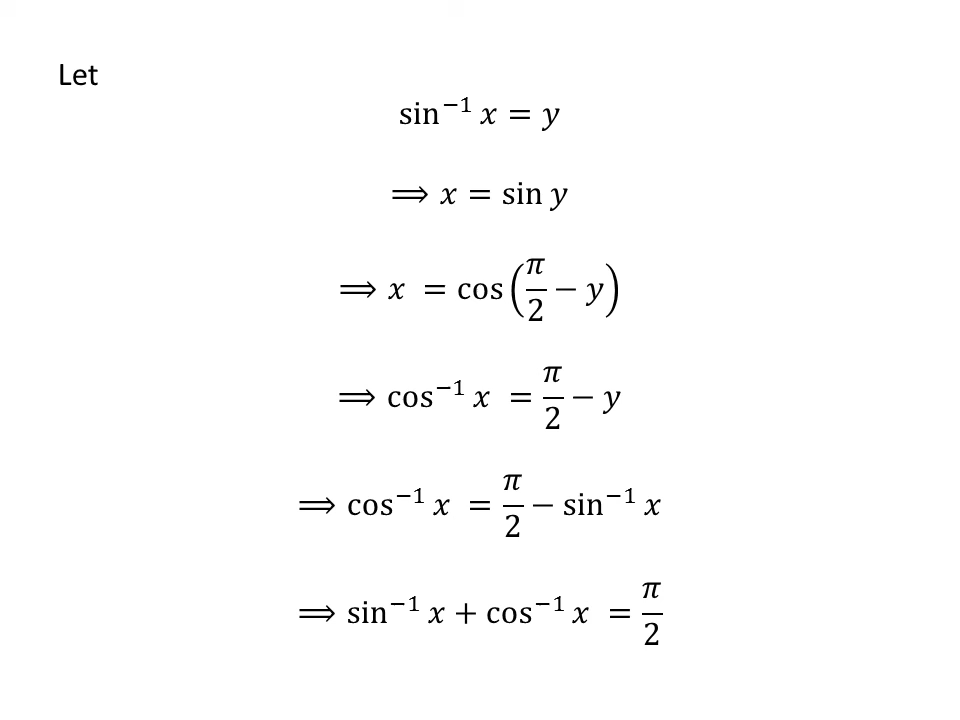 Let
sin⁻¹ x = y
⟹ x = sin y
⟹ x = cos(π/2 − y)
⟹ cos⁻¹ x = π/2 − y
⟹ cos⁻¹ x = π/2 − sin⁻¹ x
⟹ sin⁻¹ x + cos⁻¹ x = π/2